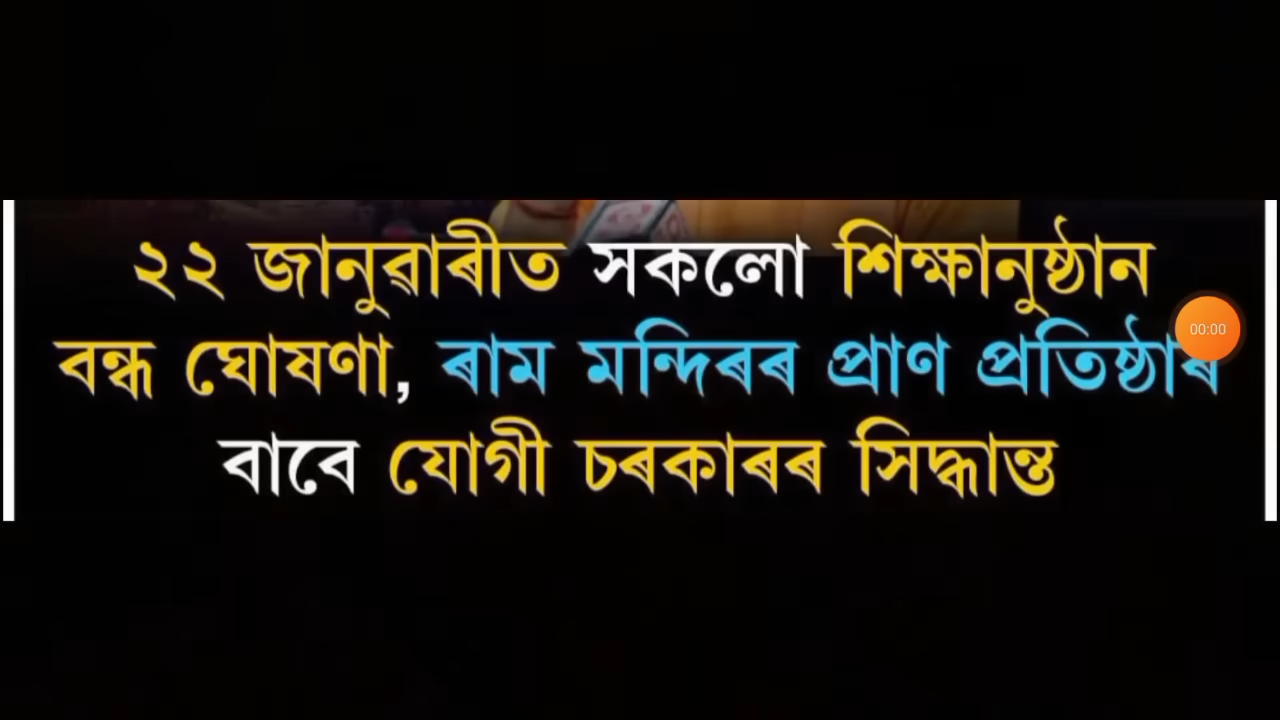 ২২ জানুৱাৰীত সকলো শিক্ষানুষ্ঠান
বন্ধ ঘোষণা, ৰাম মন্দিৰৰ প্ৰাণ প্ৰতিষ্ঠাৰ
00:00
বাবে যোগী চৰকাৰৰ সিদ্ধান্ত